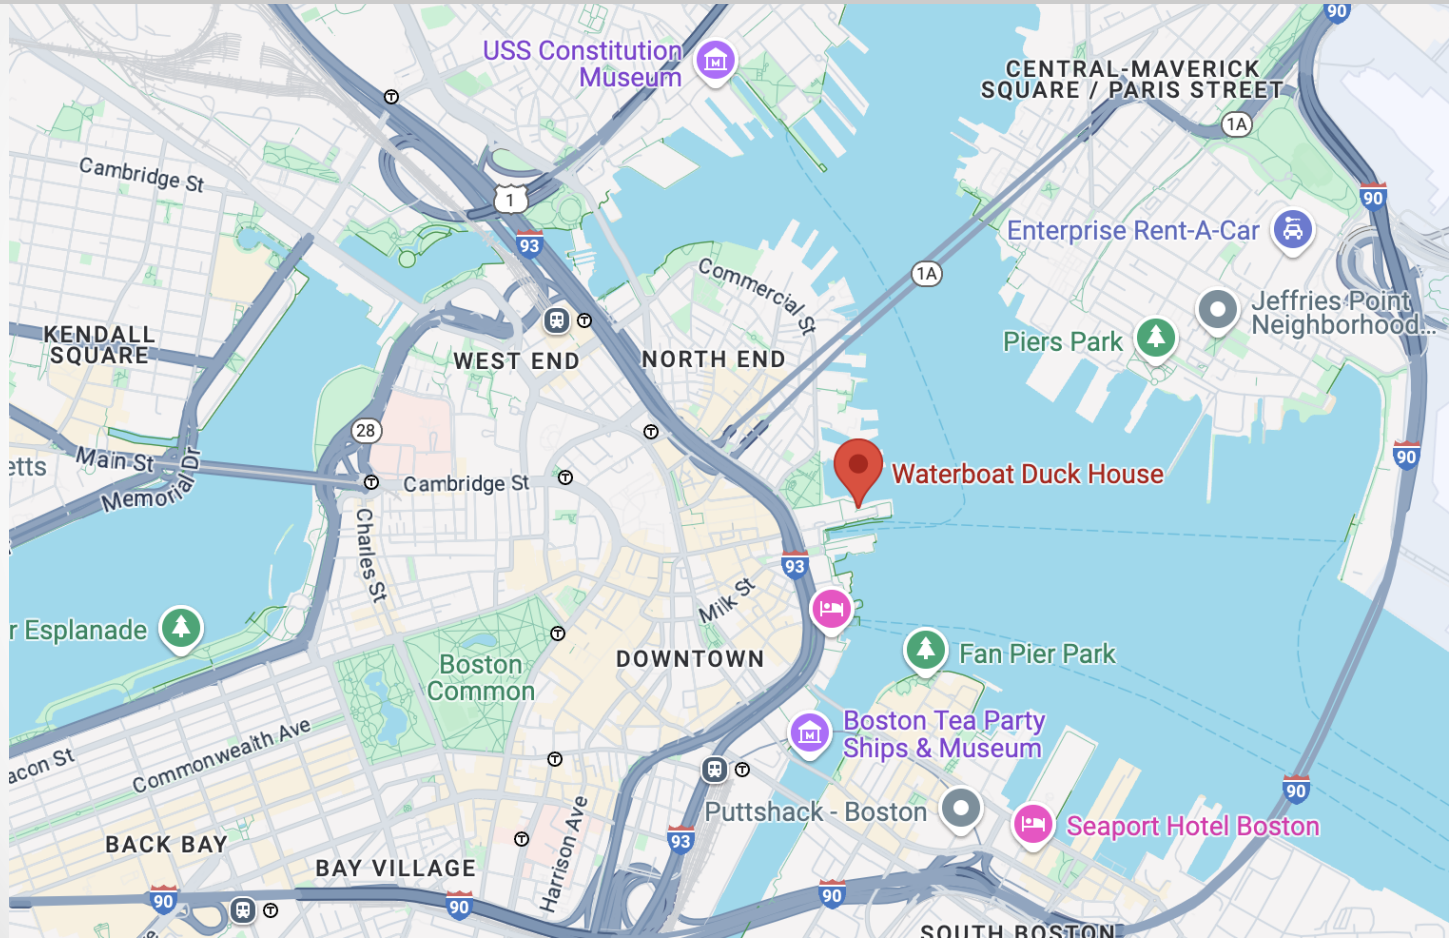 90
USS Constitution
Museum
CENTRAL-MAVERICK
SQUARE / PARIS STREET
T
1A
Cambridge St
1
90
93
Enterprise Rent-A-Car
1A
Commercial St
Jeffries Point
Neighborhood...
T
Piers Park
KENDALL
SQUARE
WEST END
NORTH END
28
T
90
etts
Main St
Memorial Dr
T
Cambridge St
T
Waterboat Duck House
Charles St
93
Milk St
r Esplanade
T
Boston
Common
DOWNTOWN
Fan Pier Park
Boston Tea Party
Ships & Museum
acon St
Commonwealth Ave
T
T
90
Puttshack - Boston
Seaport Hotel Boston
BACK BAY
T
93
BAY VILLAGE
Harrison Ave
90
T
90
90
SOUTH BOSTON